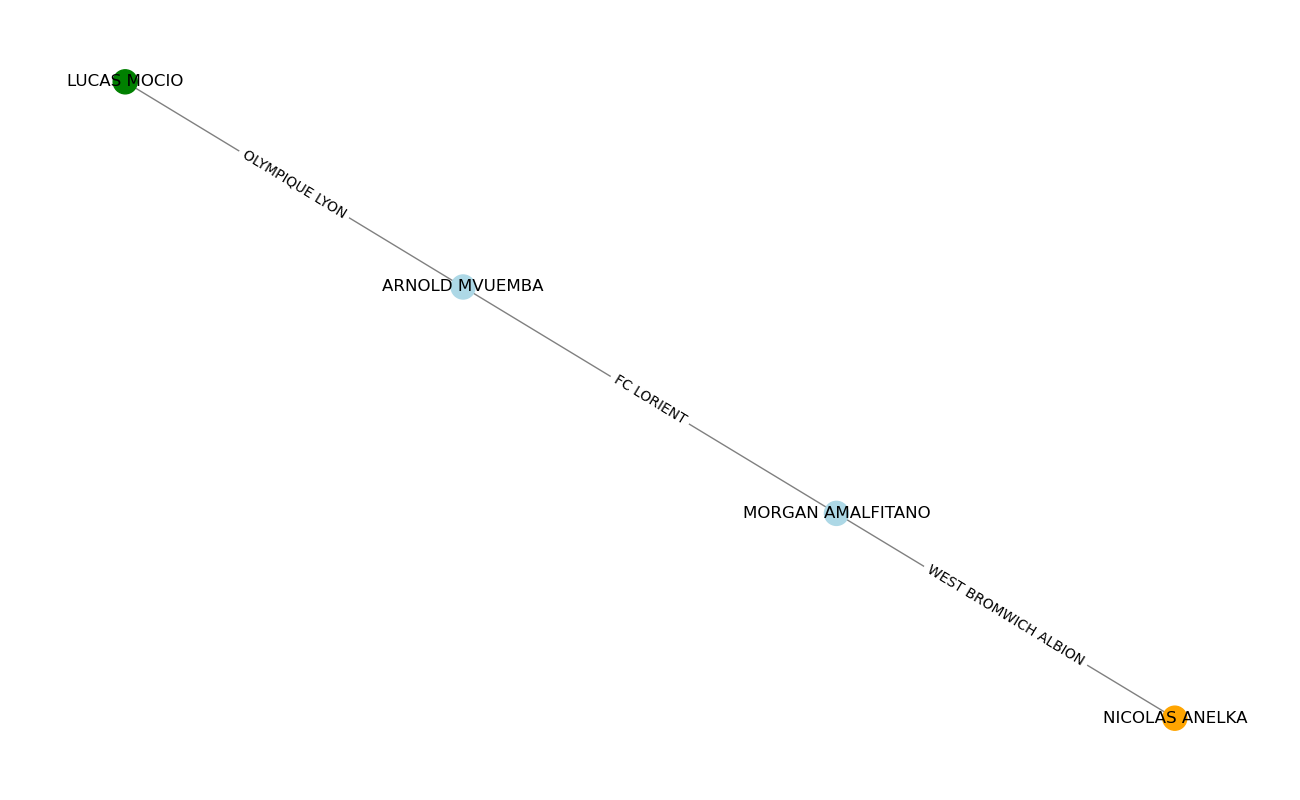 LUCAS MOCIO
OLYMPIQUE LYON
ARNOLD MVUEMBA
FC LORIENT
MORGAN AMALFITANO
WEST BROMWICH ALBION
NICOLAS ANELKA